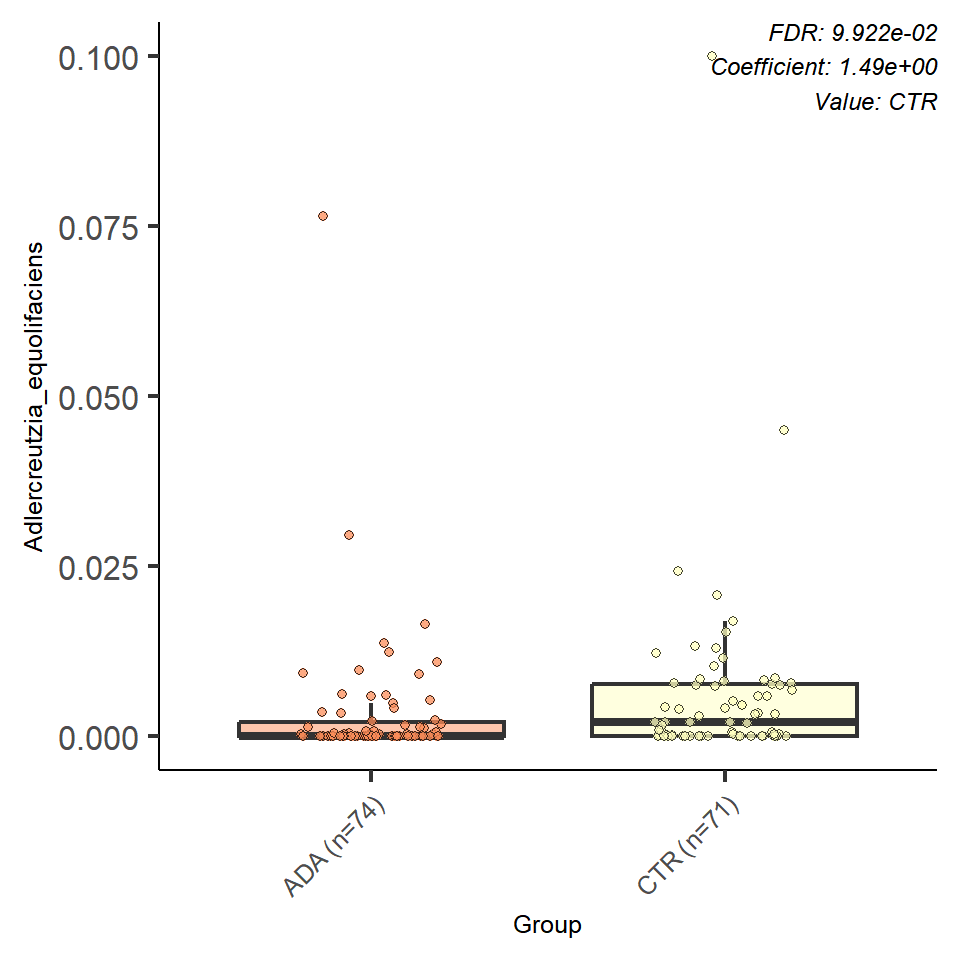 FDR: 9.922e-02
Coefficient: 1.49e+00
Value: CTR
Adlercreutzia_equolifaciens
0.100
0.075
0.050
0.025
0.000
ADA (n=74)
CTR (n=71)
Group